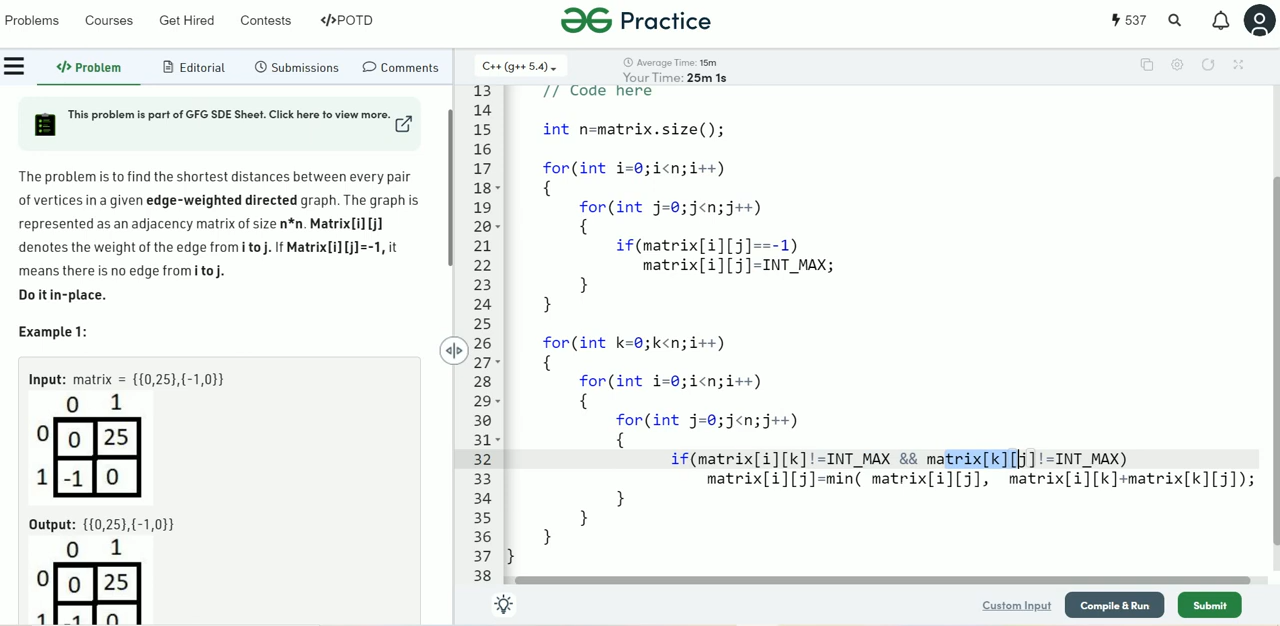 Problems Courses Get Hired Contests </>POTD
Practice
537
</> Problem Editorial Submissions Comments
This problem is part of GFG SDE Sheet. Click here to view more.
The problem is to find the shortest distances between every pair
of vertices in a given edge-weighted directed graph. The graph is
represented as an adjacency matrix of size n*n. Matrix[i][j]
denotes the weight of the edge from i to j. If Matrix[i][j]=-1, it
means there is no edge from i to j.
Do it in-place.
Example 1:
Input: matrix = {{0,25},{-1,0}}
0 1
0 0 25
1 -1 0
Output: {{0,25},{-1,0}}
0 1
0 0 25
1 -1 0
C++ (g++ 5.4)
Average Time: 15m
Your Time: 25m 1s
13 // Code here
14
15 int n=matrix.size();
16
17 for(int i=0;i<n;i++)
18 {
19 for(int j=0;j<n;j++)
20 {
21 if(matrix[i][j]==-1)
22 matrix[i][j]=INT_MAX;
23 }
24 }
25
26 for(int k=0;k<n;i++)
27 {
28 for(int i=0;i<n;i++)
29 {
30 for(int j=0;j<n;j++)
31 {
32 if(matrix[i][k]!=INT_MAX && matrix[k][j]!=INT_MAX)
33 matrix[i][j]=min( matrix[i][j], matrix[i][k]+matrix[k][j]);
34 }
35 }
36 }
37 }
38
Custom Input Compile & Run Submit